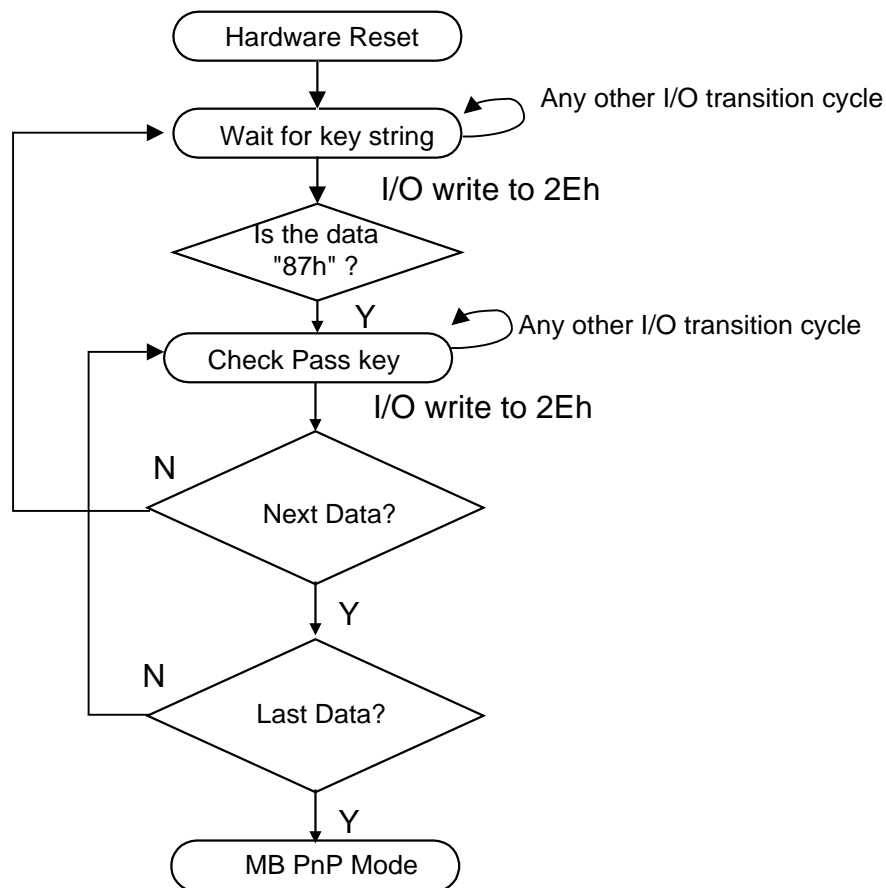 Hardware Reset
Any other I/O transition cycle
Wait for key string
I/O write to 2Eh
Is the data
"87h" ?
Y
Any other I/O transition cycle
Check Pass key
I/O write to 2Eh
N
Next Data?
Y
N
Last Data?
Y
MB PnP Mode